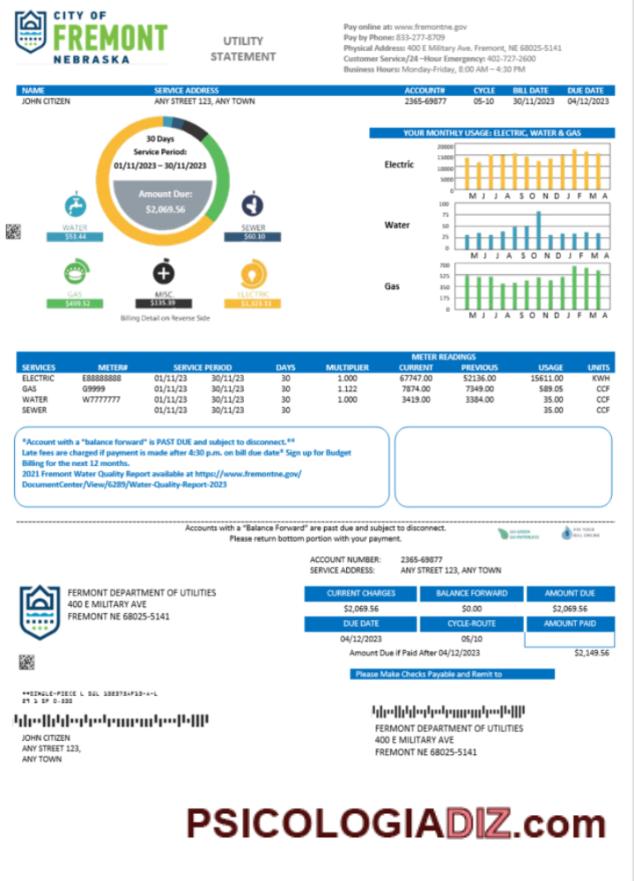 CITY OF
FREMONT
NEBRASKA
UTILITY
STATEMENT
Pay online at: www.fremontne.gov
Pay by Phone: 833-277-8709
Physical Address: 400 E Military Ave. Fremont, NE 68025-5141
Customer Service/24 –Hour Emergency: 402-727-2600
Business Hours: Monday-Friday, 8:00 AM – 4:30 PM
NAME SERVICE ADDRESS ACCOUNT# CYCLE BILL DATE DUE DATE
JOHN CITIZEN ANY STREET 123, ANY TOWN 2365-69877 05-10 30/11/2023 04/12/2023
30 Days
Service Period:
01/11/2023 – 30/11/2023
Amount Due:
$2,069.56
WATER
$51.44
SEWER
$60.10
GAS
$499.52
MISC.
$135.39
ELECTRIC
Billing Detail on Reverse Side
YOUR MONTHLY USAGE: ELECTRIC, WATER & GAS
Electric
20000
15000
10000
5000
0
M J J A S O N D J F M A
Water
100
75
50
25
0
M J J A S O N D J F M A
Gas
700
525
350
175
0
M J J A S O N D J F M A
METER READINGS
SERVICES METER# SERVICE PERIOD DAYS MULTIPLIER CURRENT PREVIOUS USAGE UNITS
ELECTRIC E88888888 01/11/23 30/11/23 30 1.000 67747.00 52136.00 15611.00 KWH
GAS G9999 01/11/23 30/11/23 30 1.122 7874.00 7349.00 589.05 CCF
WATER W7777777 01/11/23 30/11/23 30 1.000 3419.00 3384.00 35.00 CCF
SEWER 01/11/23 30/11/23 30 35.00 CCF
*Account with a "balance forward" is PAST DUE and subject to disconnect.**
Late fees are charged if payment is made after 4:30 p.m. on bill due date* Sign up for Budget
Billing for the next 12 months.
2021 Fremont Water Quality Report available at https://www.fremontne.gov/
DocumentCenter/View/6289/Water-Quality-Report-2023
Accounts with a "Balance Forward" are past due and subject to disconnect.
Please return bottom portion with your payment.
GO GREEN
GO PAPERLESS
PAY YOUR
BILL ONLINE
ACCOUNT NUMBER: 2365-69877
SERVICE ADDRESS: ANY STREET 123, ANY TOWN
FERMONT DEPARTMENT OF UTILITIES
400 E MILITARY AVE
FREMONT NE 68025-5141
CURRENT CHARGES BALANCE FORWARD AMOUNT DUE
$2,069.56 $0.00 $2,069.56
DUE DATE CYCLE-ROUTE AMOUNT PAID
04/12/2023 05/10
Amount Due if Paid After 04/12/2023 $2,149.56
Please Make Checks Payable and Remit to
JOHN CITIZEN
ANY STREET 123,
ANY TOWN
FERMONT DEPARTMENT OF UTILITIES
400 E MILITARY AVE
FREMONT NE 68025-5141
PSICOLOGIADIZ.com